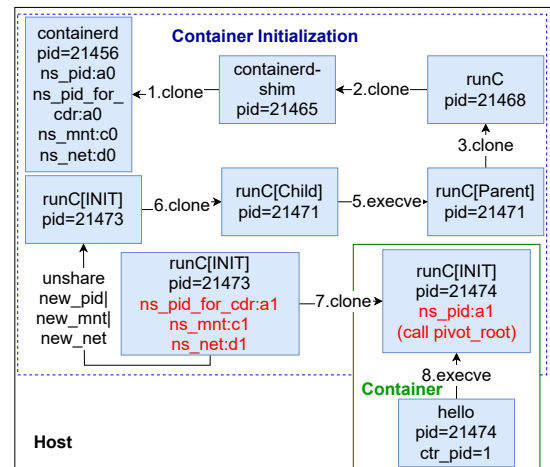 Container Initialization
containerd
pid=21456
ns_pid:a0
ns_pid_for_
cdr:a0
ns_mnt:c0
ns_net:d0
1.clone
containerd-
shim
pid=21465
2.clone
runC
pid=21468
3.clone
runC[INIT]
pid=21473
6.clone
runC[Child]
pid=21471
5.execve
runC[Parent]
pid=21471
unshare
new_pid|
new_mnt|
new_net
runC[INIT]
pid=21473
ns_pid_for_cdr:a1
ns_mnt:c1
ns_net:d1
7.clone
runC[INIT]
pid=21474
ns_pid:a1
(call pivot_root)
8.execve
Container
hello
pid=21474
ctr_pid=1
Host